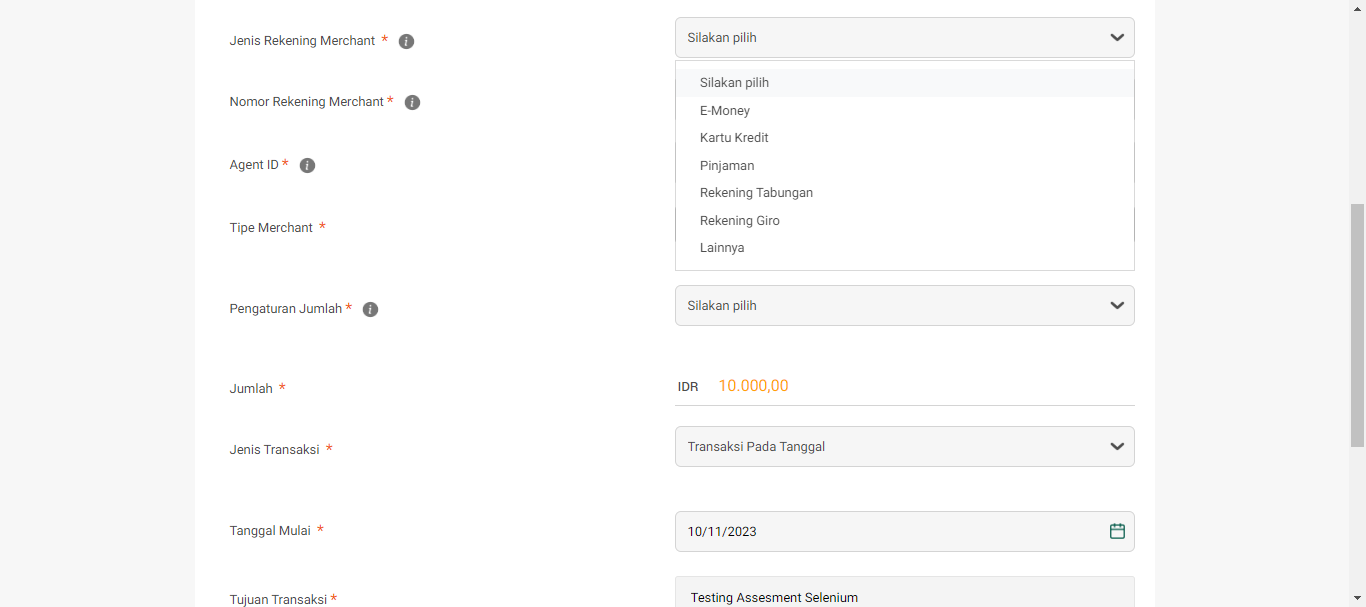 Jenis Rekening Merchant *
Silakan pilih
Silakan pilih
E-Money
Kartu Kredit
Pinjaman
Rekening Tabungan
Rekening Giro
Lainnya
Nomor Rekening Merchant *
Agent ID *
Tipe Merchant *
Pengaturan Jumlah *
Silakan pilih
Jumlah *
IDR 10.000,00
Jenis Transaksi *
Transaksi Pada Tanggal
Tanggal Mulai *
10/11/2023
Tujuan Transaksi *
Testing Assesment Selenium